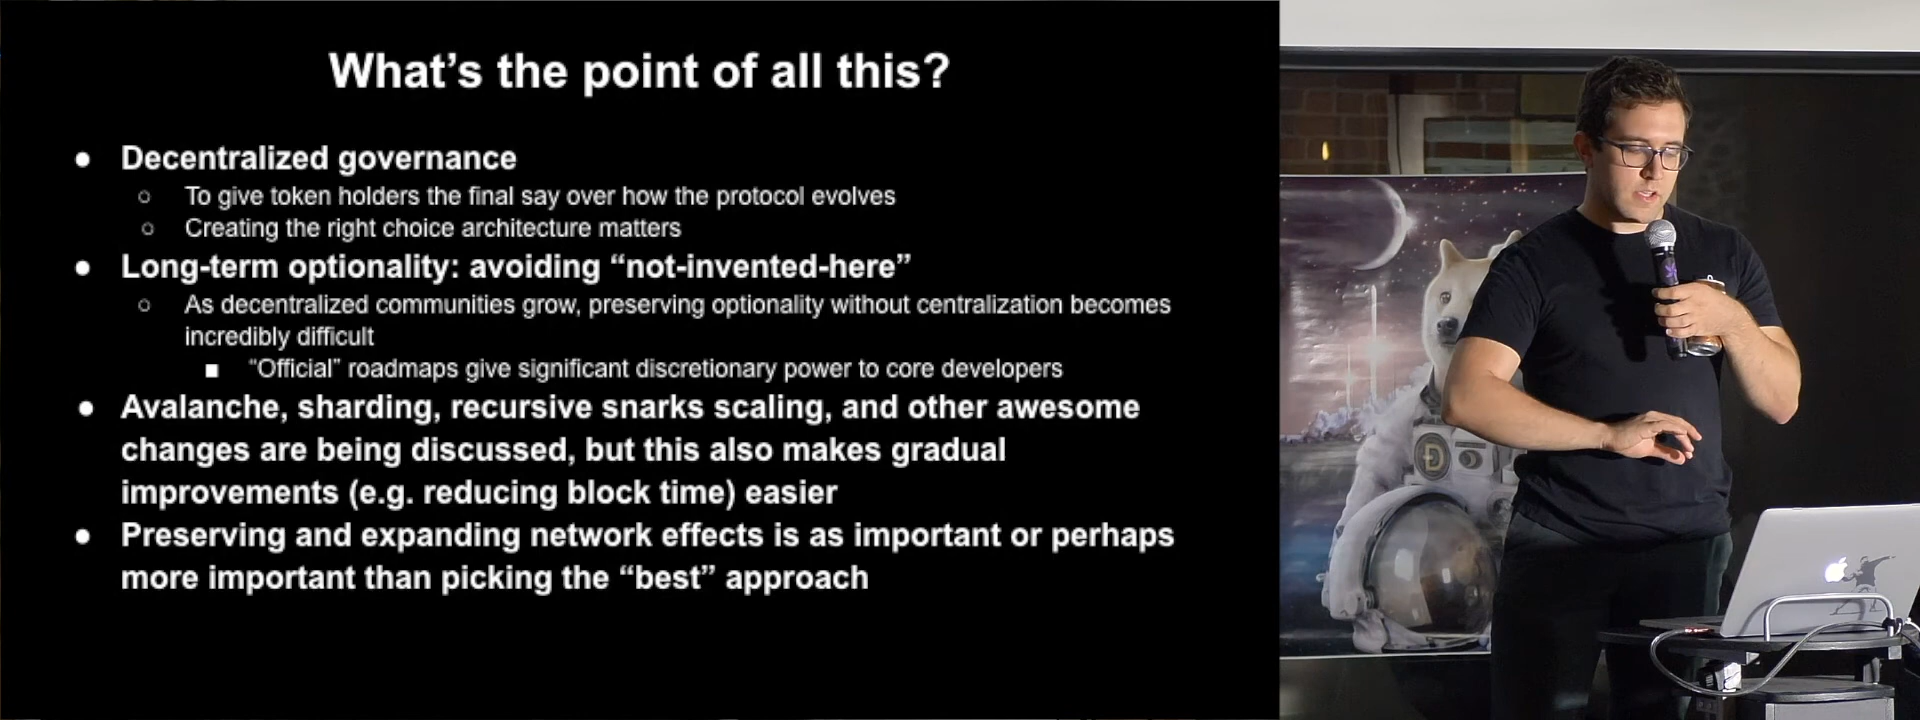 What’s the point of all this?
● Decentralized governance
○ To give token holders the final say over how the protocol evolves
○ Creating the right choice architecture matters
● Long-term optionality: avoiding “not-invented-here”
○ As decentralized communities grow, preserving optionality without centralization becomes
incredibly difficult
■ “Official” roadmaps give significant discretionary power to core developers
● Avalanche, sharding, recursive snarks scaling, and other awesome
changes are being discussed, but this also makes gradual
improvements (e.g. reducing block time) easier
● Preserving and expanding network effects is as important or perhaps
more important than picking the “best” approach